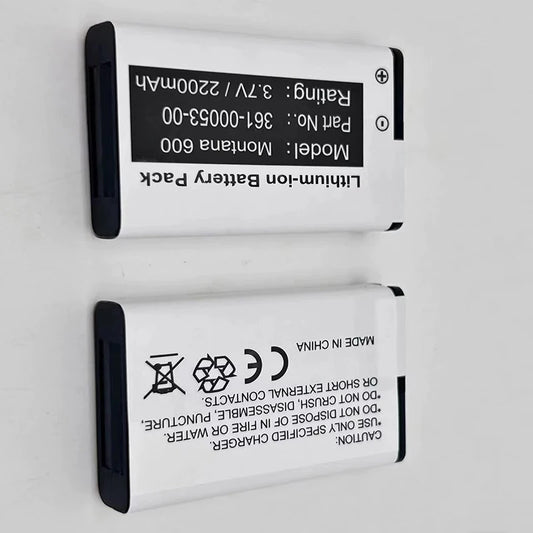 Lithium-ion Battery Pack
Model: Montana 600
Part No.: 361-00053-00
Rating: 3.7V / 2200mAh
+
-
CAUTION:
*USE ONLY SPECIFIED CHARGER.
*DO NOT DISPOSE OF IN FIRE OR WATER.
*DO NOT CRUSH, DISASSEMBLE, PUNCTURE,
OR SHORT EXTERNAL CONTACTS.
CE
MADE IN CHINA